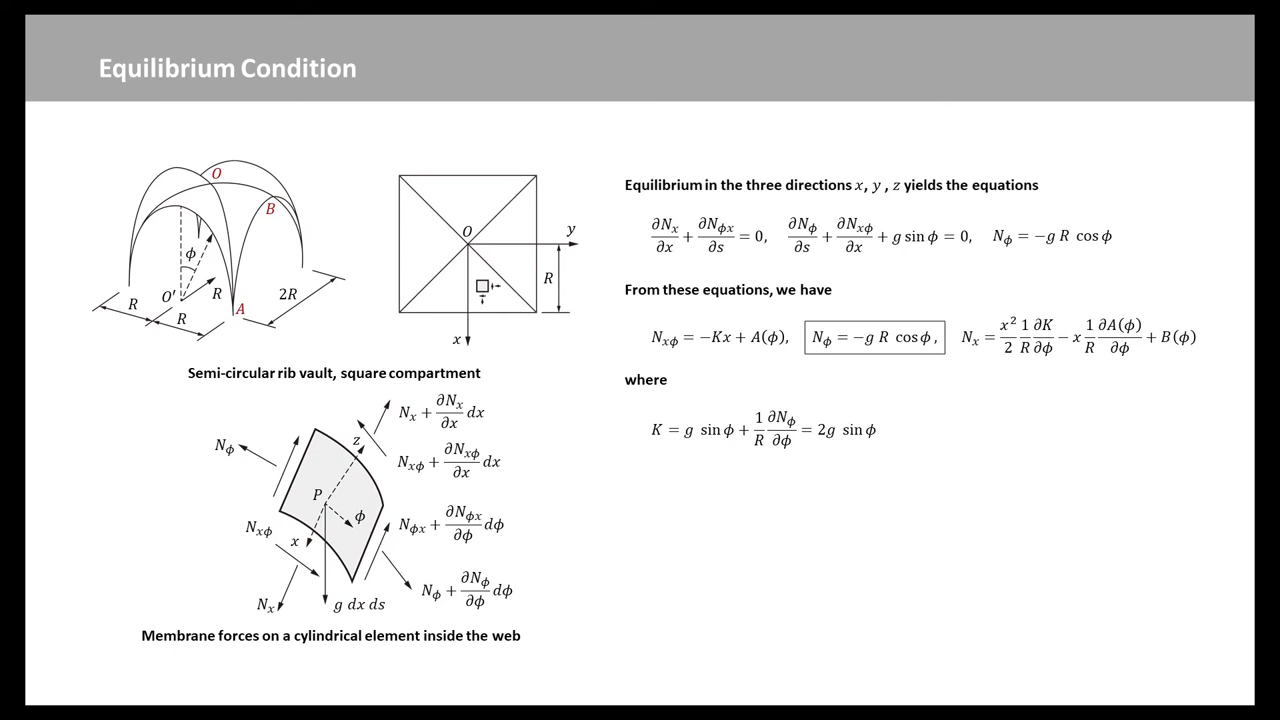 Equilibrium Condition
O
B
ϕ
O′
R
A
R
R
2R
O
y
R
x
Semi-circular rib vault, square compartment
N_x + ∂N_x/∂x dx
N_ϕ
z
N_xϕ + ∂N_xϕ/∂x dx
P
ϕ
N_xϕ
x
N_ϕx + ∂N_ϕx/∂ϕ dϕ
N_x
g dx ds
N_ϕ + ∂N_ϕ/∂ϕ dϕ
Membrane forces on a cylindrical element inside the web
Equilibrium in the three directions x, y , z yields the equations
∂N_x/∂x + ∂N_ϕx/∂s = 0, ∂N_ϕ/∂s + ∂N_xϕ/∂x + g sin ϕ = 0, N_ϕ = −g R cos ϕ
From these equations, we have
N_xϕ = −Kx + A(ϕ), N_ϕ = −g R cos ϕ , N_x = x²/2 1/R ∂K/∂ϕ − x 1/R ∂A(ϕ)/∂ϕ + B(ϕ)
where
K = g sin ϕ + 1/R ∂N_ϕ/∂ϕ = 2g sin ϕ